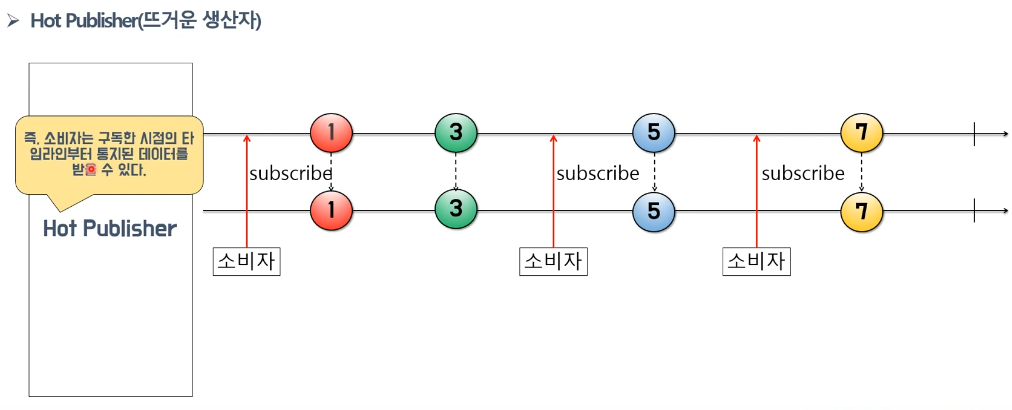 ➢ Hot Publisher(뜨거운 생산자)
즉, 소비자는 구독한 시점의 타
임라인부터 통지된 데이터를
수 있다.
Hot Publisher
1 3 5 7
subscribe subscribe subscribe
1 3 5 7
소비자 소비자 소비자